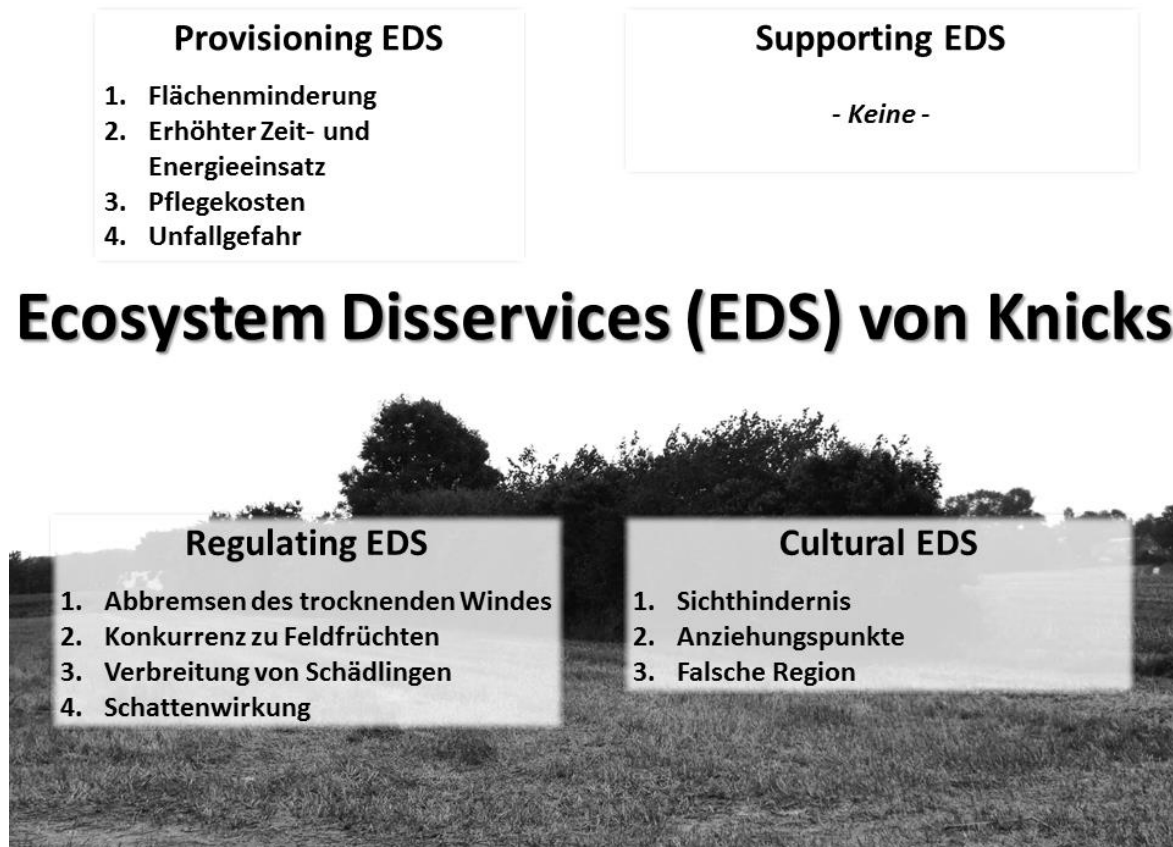 Provisioning EDS
1. Flächenminderung
2. Erhöhter Zeit- und
Energieeinsatz
3. Pflegekosten
4. Unfallgefahr
Supporting EDS
- Keine -
Ecosystem Disservices (EDS) von Knicks
Regulating EDS
1. Abbremsen des trocknenden Windes
2. Konkurrenz zu Feldfrüchten
3. Verbreitung von Schädlingen
4. Schattenwirkung
Cultural EDS
1. Sichthindernis
2. Anziehungspunkte
3. Falsche Region